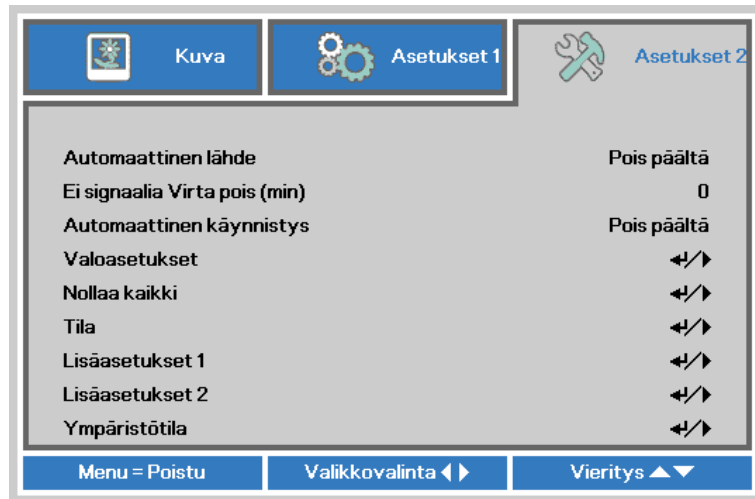 Kuva Asetukset 1 Asetukset 2
Automaattinen lähde Pois päältä
Ei signaalia Virta pois (min) 0
Automaattinen käynnistys Pois päältä
Valoasetukset ↵/▶
Nollaa kaikki ↵/▶
Tila ↵/▶
Lisäasetukset 1 ↵/▶
Lisäasetukset 2 ↵/▶
Ympäristötila ↵/▶
Menu = Poistu Valikkovalinta ◀▶ Vieritys ▲▼